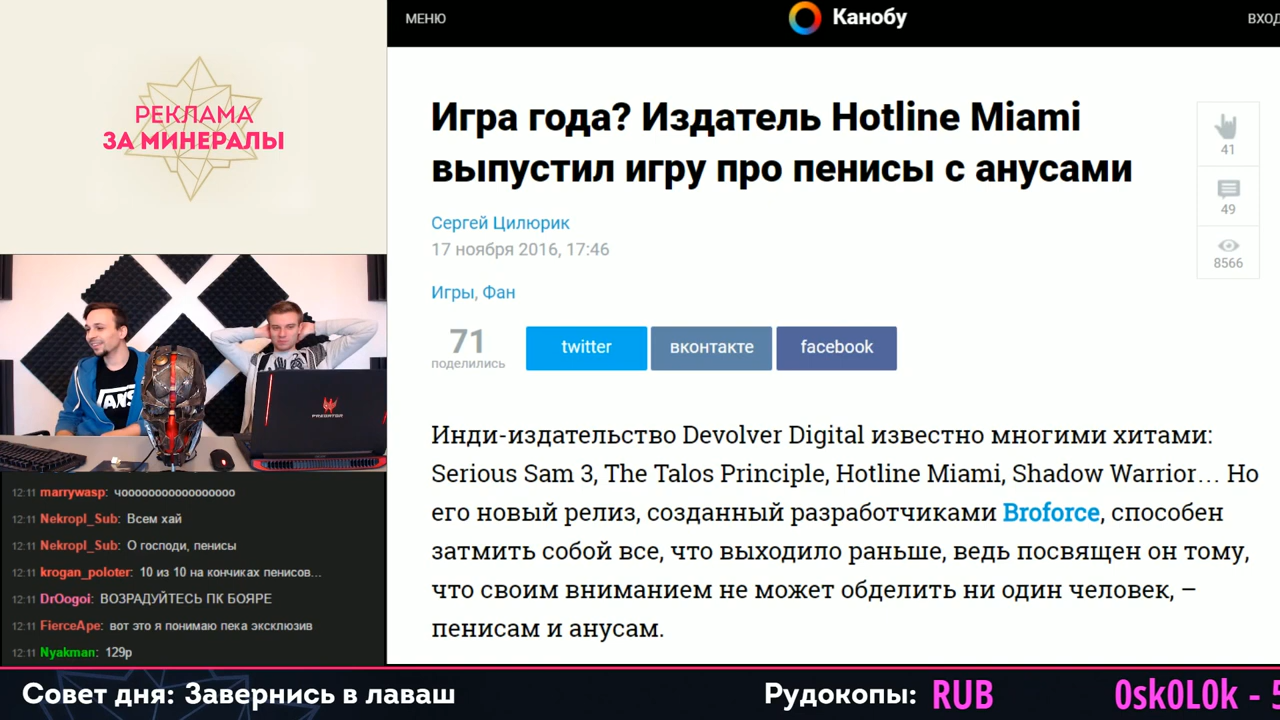 РЕКЛАМА
ЗА МИНЕРАЛЫ
VANS
PREDATOR
12:11 marrywasp: чооооооооооооооооо
12:11 Nekropl_Sub: Всем хай
12:11 Nekropl_Sub: О господи, пенисы
12:11 krogan_poloter: 10 из 10 на кончиках пенисов...
12:11 DrOogoi: ВОЗРАДУЙТЕСЬ ПК БОЯРЕ
12:11 FierceApe: вот это я понимаю пека эксклюзив
12:11 Nyakman: 129р
МЕНЮ
Канобу
ВХОД
Игра года? Издатель Hotline Miami
выпустил игру про пенисы с анусами
41
49
8566
Сергей Цилюрик
17 ноября 2016, 17:46
Игры, Фан
71
поделились
twitter
вконтакте
facebook
Инди-издательство Devolver Digital известно многими хитами:
Serious Sam 3, The Talos Principle, Hotline Miami, Shadow Warrior… Но
его новый релиз, созданный разработчиками Broforce, способен
затмить собой все, что выходило раньше, ведь посвящен он тому,
что своим вниманием не может обделить ни один человек, –
пенисам и анусам.
Совет дня: Завернись в лаваш
Рудокопы: RUB 0sk0L0k - 5